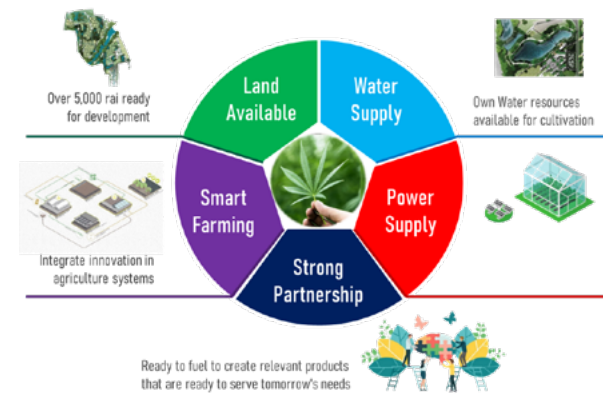 Over 5,000 rai ready
for development
Land
Available
Water
Supply
Own Water resources
available for cultivation
Smart
Farming
Power
Supply
Integrate innovation in
agriculture systems
Strong
Partnership
Ready to fuel to create relevant products
that are ready to serve tomorrow's needs